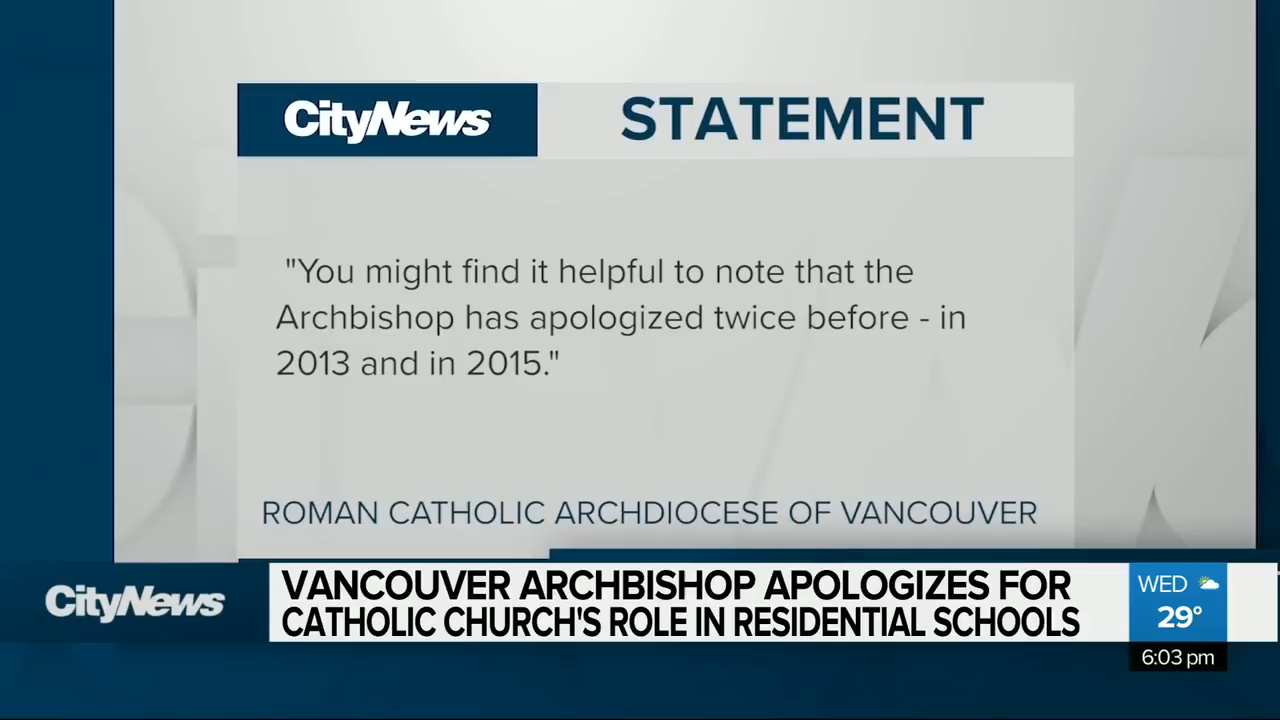 CityNews
STATEMENT
"You might find it helpful to note that the
Archbishop has apologized twice before - in
2013 and in 2015."
ROMAN CATHOLIC ARCHDIOCESE OF VANCOUVER
CityNews
VANCOUVER ARCHBISHOP APOLOGIZES FOR
CATHOLIC CHURCH'S ROLE IN RESIDENTIAL SCHOOLS
WED
29°
6:03 pm